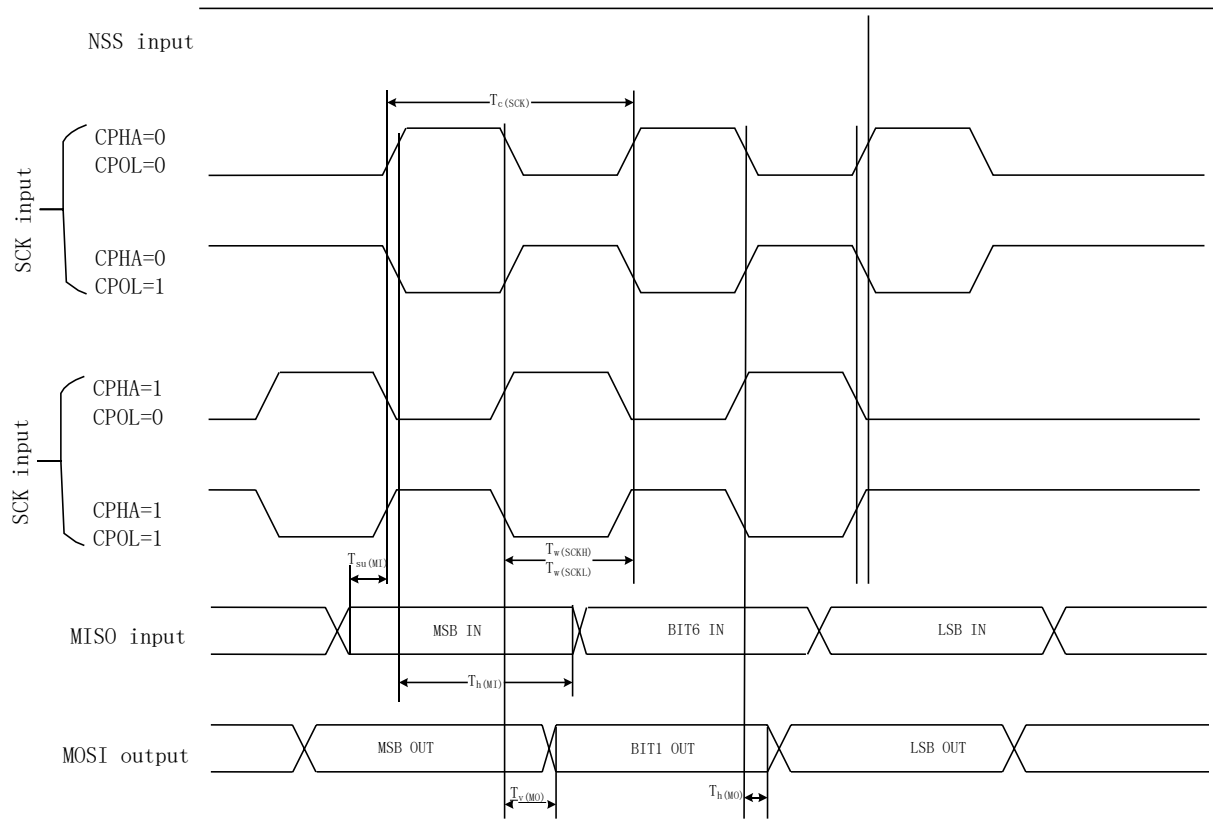 NSS input
Tc(SCK)
SCK input
CPHA=0
CPOL=0
CPHA=0
CPOL=1
SCK input
CPHA=1
CPOL=0
CPHA=1
CPOL=1
Tsu(MI)
Tw(SCKH)
Tw(SCKL)
MISO input
MSB IN
BIT6 IN
LSB IN
Th(MI)
MOSI output
MSB OUT
BIT1 OUT
LSB OUT
Tv(MO)
Th(MO)